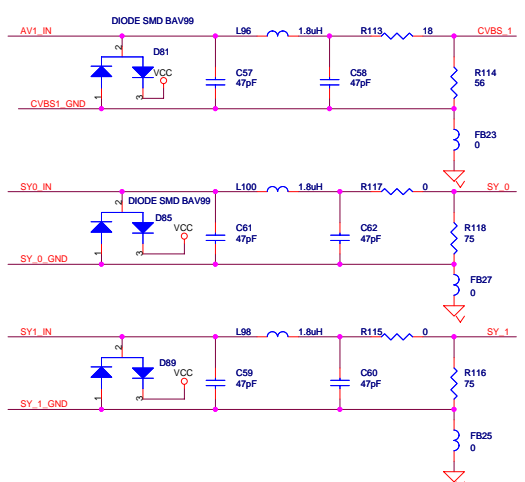 DIODE SMD BAV99
AV1_IN
L96
1.8uH
R113
18
CVBS_1
2
D81
VCC
C57
47pF
C58
47pF
R114
56
1
3
CVBS1_GND
FB23
0
SY0_IN
L100
1.8uH
R117
0
SY_0
2
DIODE SMD BAV99
D85
VCC
C61
47pF
C62
47pF
R118
75
1
3
SY_0_GND
FB27
0
SY1_IN
L98
1.8uH
R115
0
SY_1
2
D89
VCC
C59
47pF
C60
47pF
R116
75
1
3
SY_1_GND
FB25
0